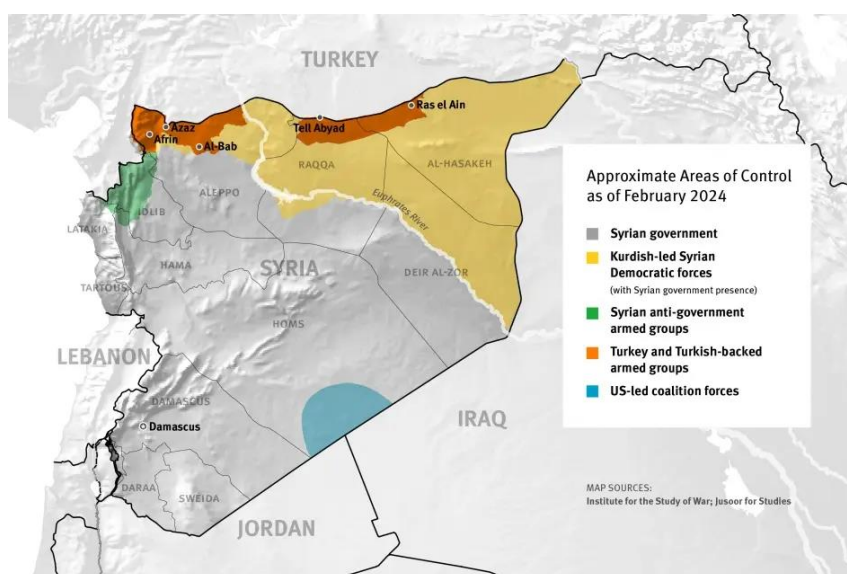 TURKEY
Ras el Ain
Azaz
Tell Abyad
Afrin
Al-Bab
RAQQA
AL-HASAKEH
ALEPPO
Euphrates River
IDLIB
LATAKIA
HAMA
SYRIA
DEIR AL-ZOR
TARTOUS
HOMS
LEBANON
DAMASCUS
IRAQ
Damascus
DARAA
SWEIDA
JORDAN
Approximate Areas of Control
as of February 2024
Syrian government
Kurdish-led Syrian
Democratic forces
(with Syrian government presence)
Syrian anti-government
armed groups
Turkey and Turkish-backed
armed groups
US-led coalition forces
MAP SOURCES:
Institute for the Study of War; Jusoor for Studies